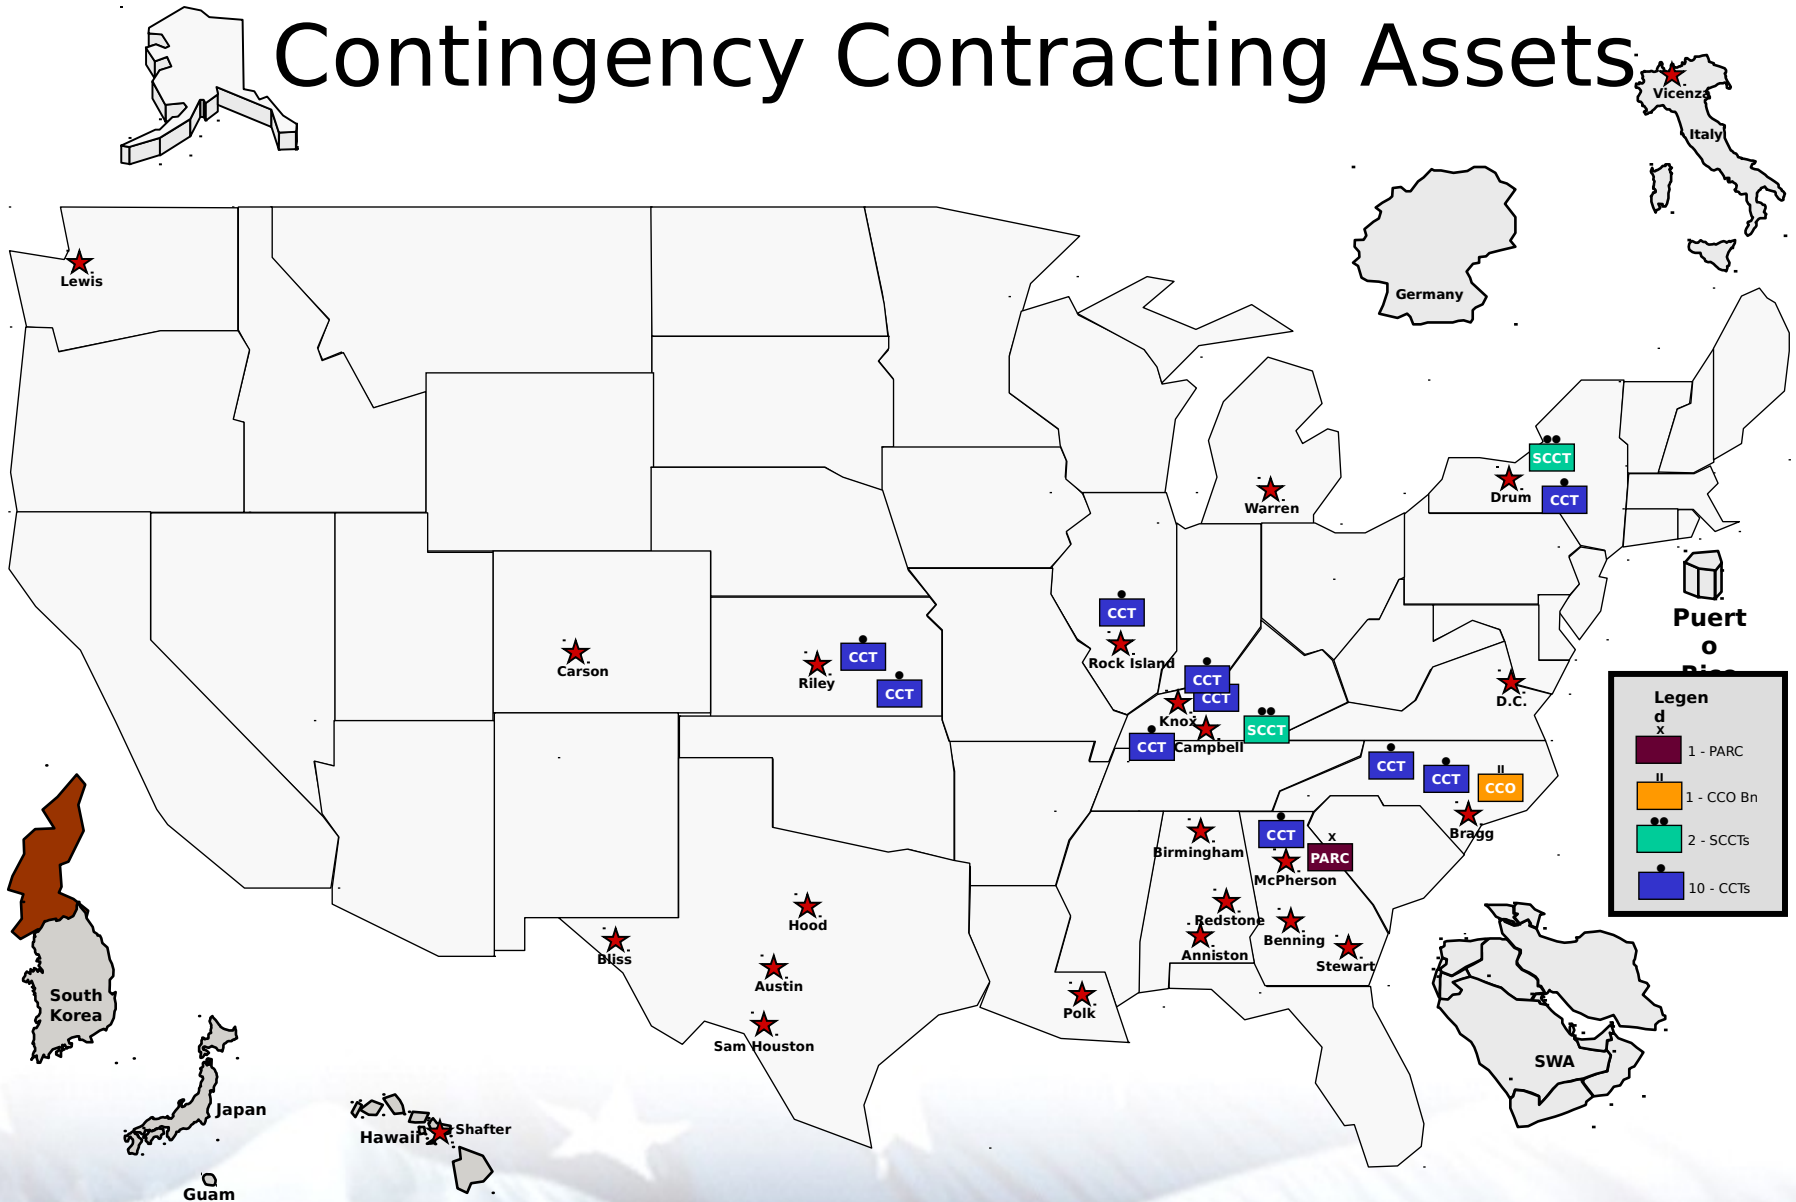 Contingency Contracting Assets
Vicenza
Italy
Germany
Lewis
SCCT
Drum
CCT
Warren
CCT
Rock Island
Carson
Riley
CCT
CCT
Puert
o
CCT
CCT
Knox
SCCT
CCT
Campbell
D.C.
Legen
d
x
1 - PARC
II
1 - CCO Bn
2 - SCCTs
10 - CCTs
CCT
CCT
II
CCO
Bragg
Birmingham
CCT
x
PARC
McPherson
Redstone
Anniston
Benning
Stewart
Hood
Bliss
Austin
Sam Houston
Polk
South
Korea
Japan
Guam
Hawaii
Shafter
SWA